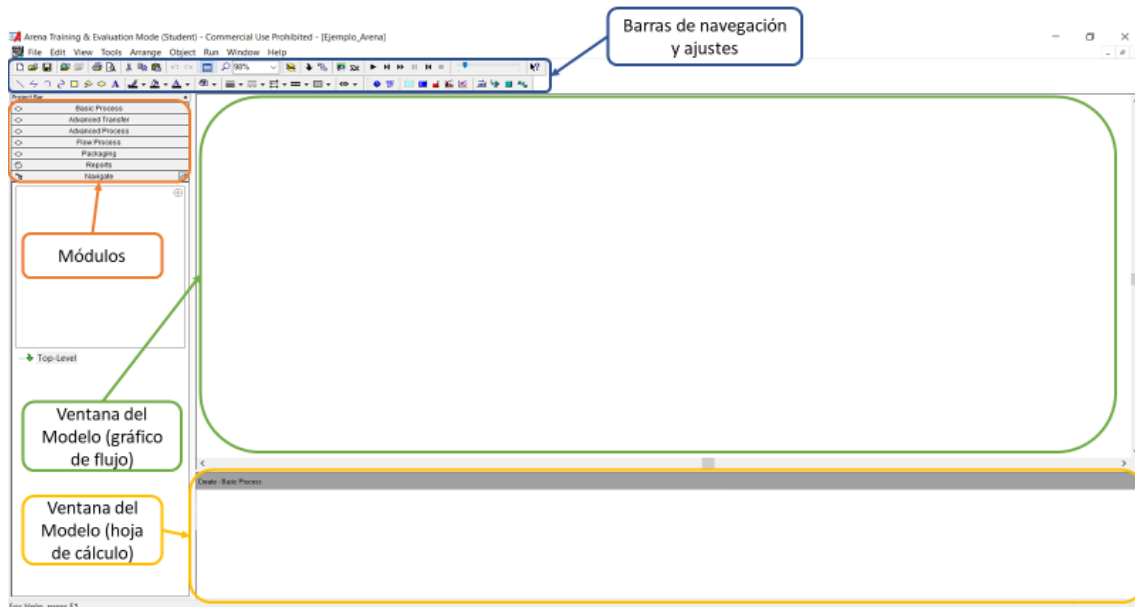 Barras de navegación
y ajustes
Arena Training & Evaluation Mode (Student) - Commercial Use Prohibited - [Ejemplo_Arena]
File Edit View Tools Arrange Object Run Window Help
90%
Project Bar
Basic Process
Advanced Transfer
Advanced Process
Flow Process
Packaging
Reports
Navigate
Módulos
Top-Level
Ventana del
Modelo (gráfico
de flujo)
Create - Basic Process
Ventana del
Modelo (hoja
de cálculo)
For Help, press F1